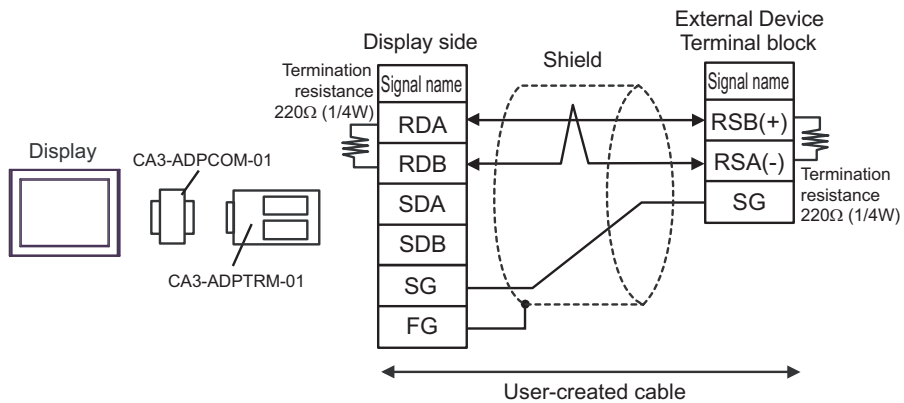 External Device
Terminal block
Display side
Shield
Termination
resistance
220Ω (1/4W)
Signal name
Signal name
RDA
RSB(+)
Display
CA3-ADPCOM-01
RDB
RSA(-)
Termination
resistance
220Ω (1/4W)
SDA
SG
SDB
CA3-ADPTRM-01
SG
FG
User-created cable